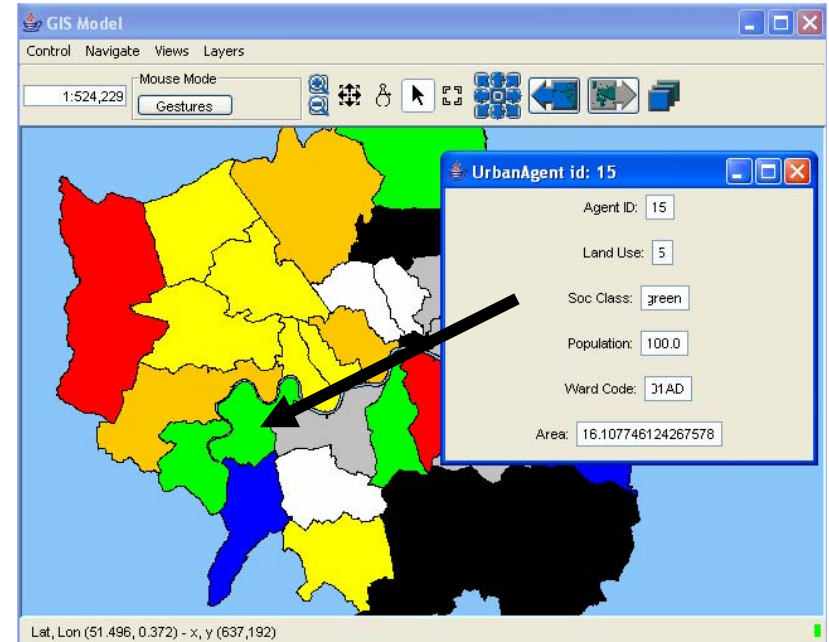 GIS Model
Control Navigate Views Layers
1:524,229
Mouse Mode
Gestures
UrbanAgent id: 15
Agent ID: 15
Land Use: 5
Soc Class: green
Population: 100.0
Ward Code: 01AD
Area: 16.107746124267578
Lat, Lon (51.496, 0.372) - x, y (637,192)